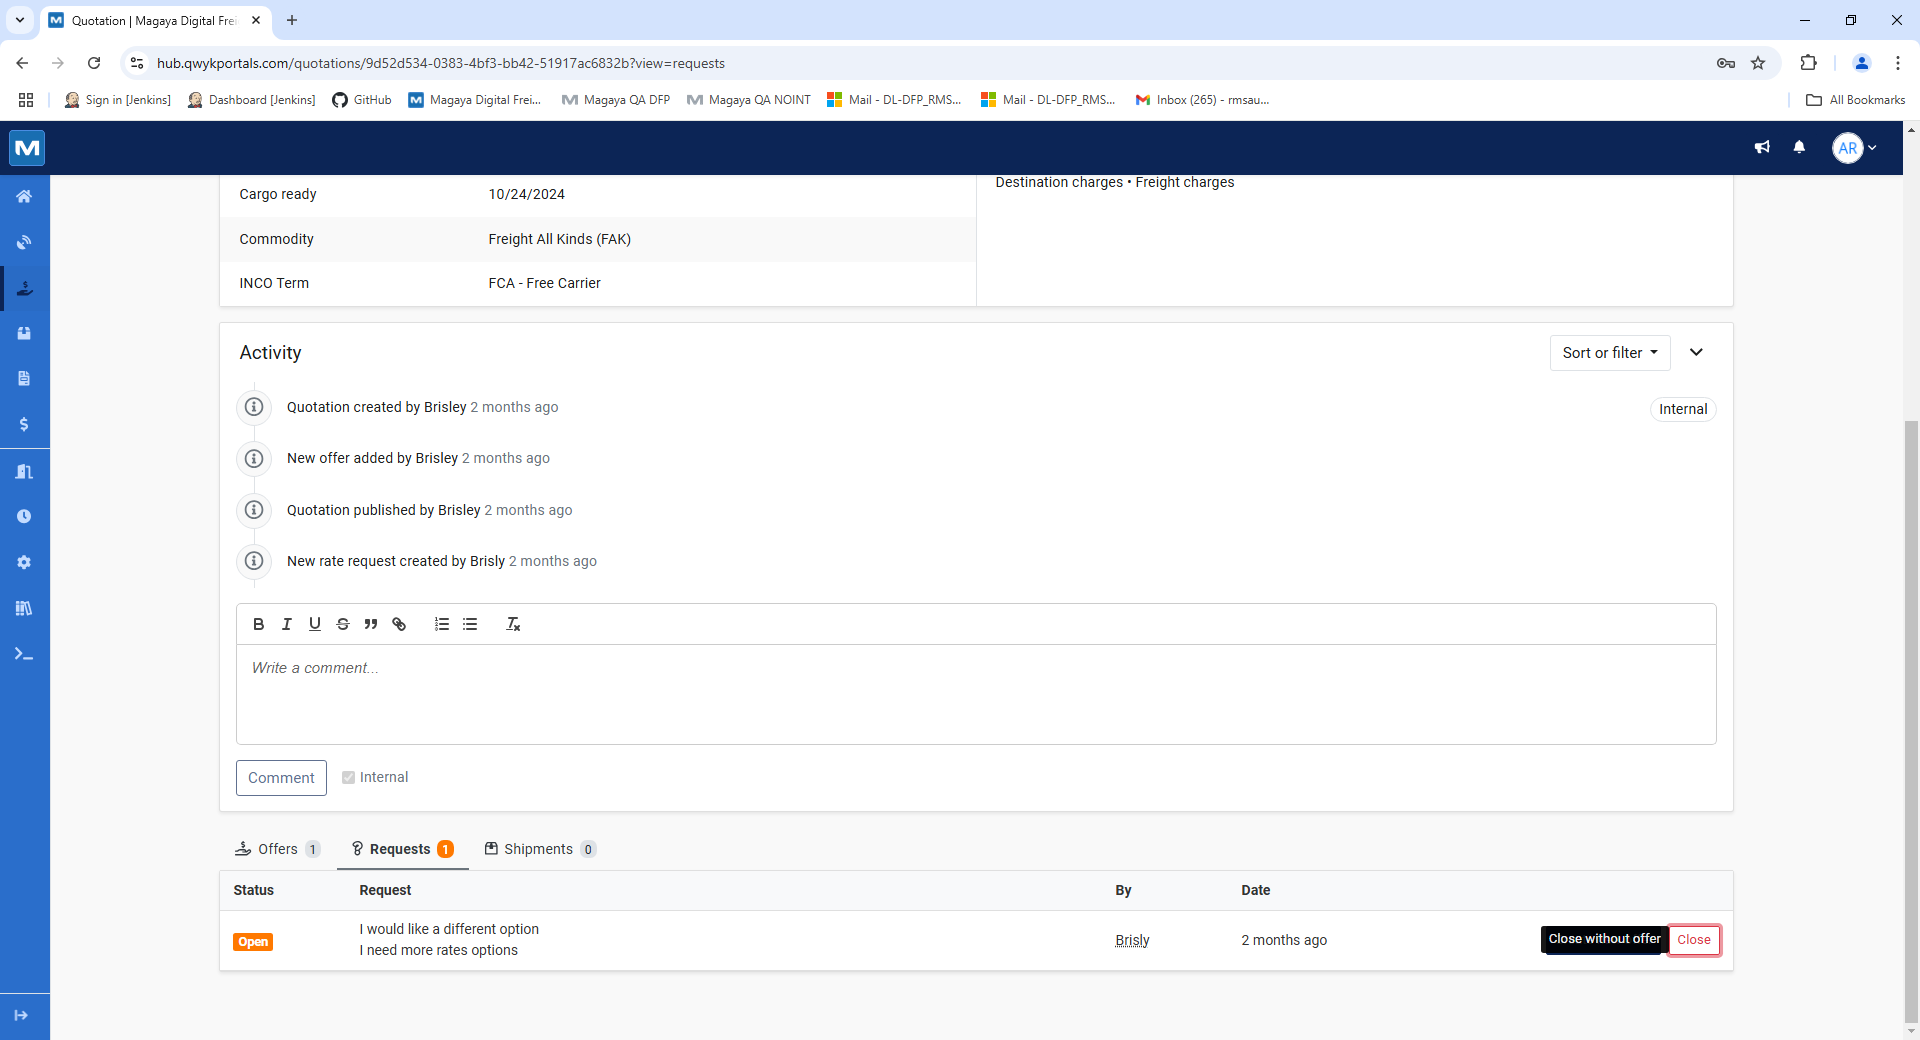 Quotation | Magaya Digital Frei
hub.qwykportals.com/quotations/9d52d534-0383-4bf3-bb42-51917ac6832b?view=requests
Sign in [Jenkins]
Dashboard [Jenkins]
GitHub
Magaya Digital Frei...
Magaya QA DFP
Magaya QA NOINT
Mail - DL-DFP_RMS...
Mail - DL-DFP_RMS...
Inbox (265) - rmsau...
All Bookmarks
AR
Cargo ready 10/24/2024
Destination charges • Freight charges
Commodity Freight All Kinds (FAK)
INCO Term FCA - Free Carrier
Activity
Sort or filter
Quotation created by Brisley 2 months ago
Internal
New offer added by Brisley 2 months ago
Quotation published by Brisley 2 months ago
New rate request created by Brisly 2 months ago
Write a comment...
Comment
Internal
Offers 1
Requests 1
Shipments 0
Status Request By Date
Open
I would like a different option
I need more rates options
Brisly
2 months ago
Close without offer
Close